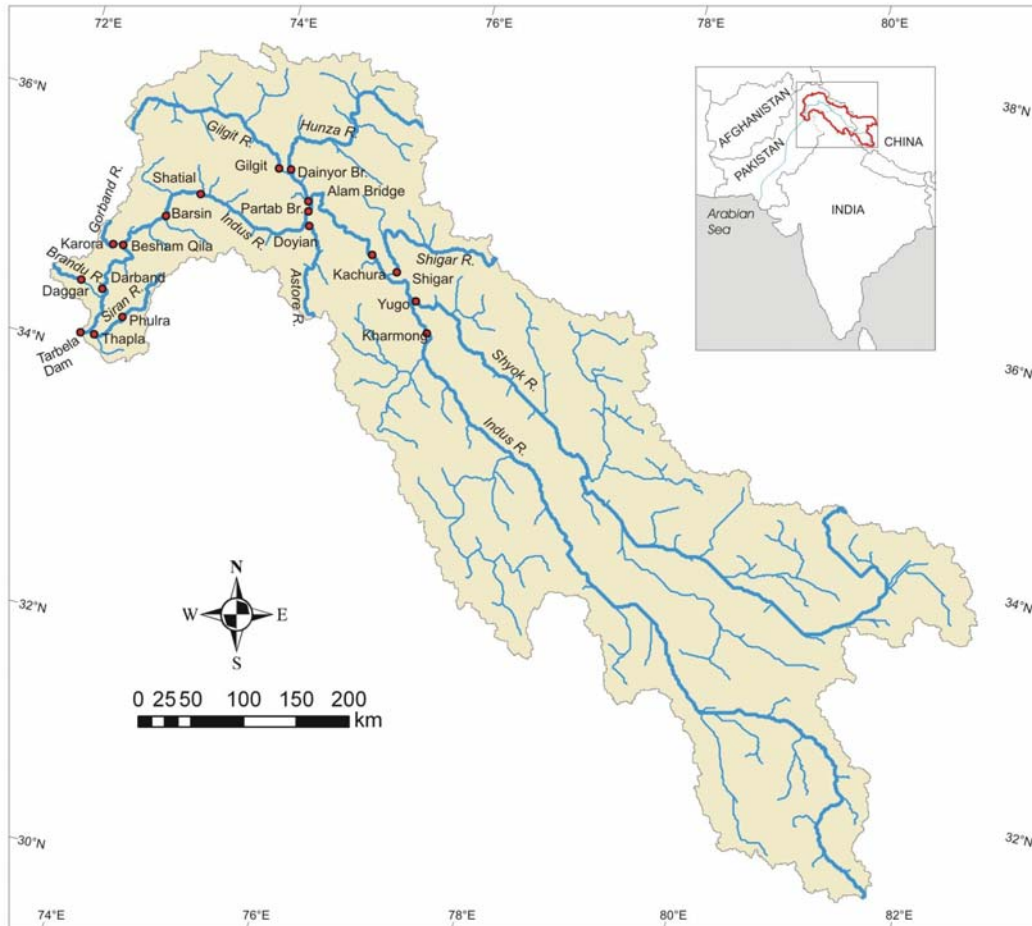 72°E
74°E
76°E
78°E
80°E
36°N
38°N
AFGHANISTAN
PAKISTAN
CHINA
INDIA
Arabian
Sea
Hunza R.
Gilgit R.
Gilgit
Dainyor Br.
Shatial
Alam Bridge
Gorband R.
Partab Br.
Barsin
Indus R.
Doyian
Karora
Besham Qila
Shigar R.
Brandu R.
Kachura
Shigar
Darband
Astore R.
Daggar
Siran R.
Yugo
Phulra
34°N
Kharmong
Tarbela
Dam
Thapla
Shyok R.
36°N
Indus R.
N
W
E
S
32°N
34°N
0 25 50 100 150 200
km
30°N
32°N
74°E
76°E
78°E
80°E
82°E